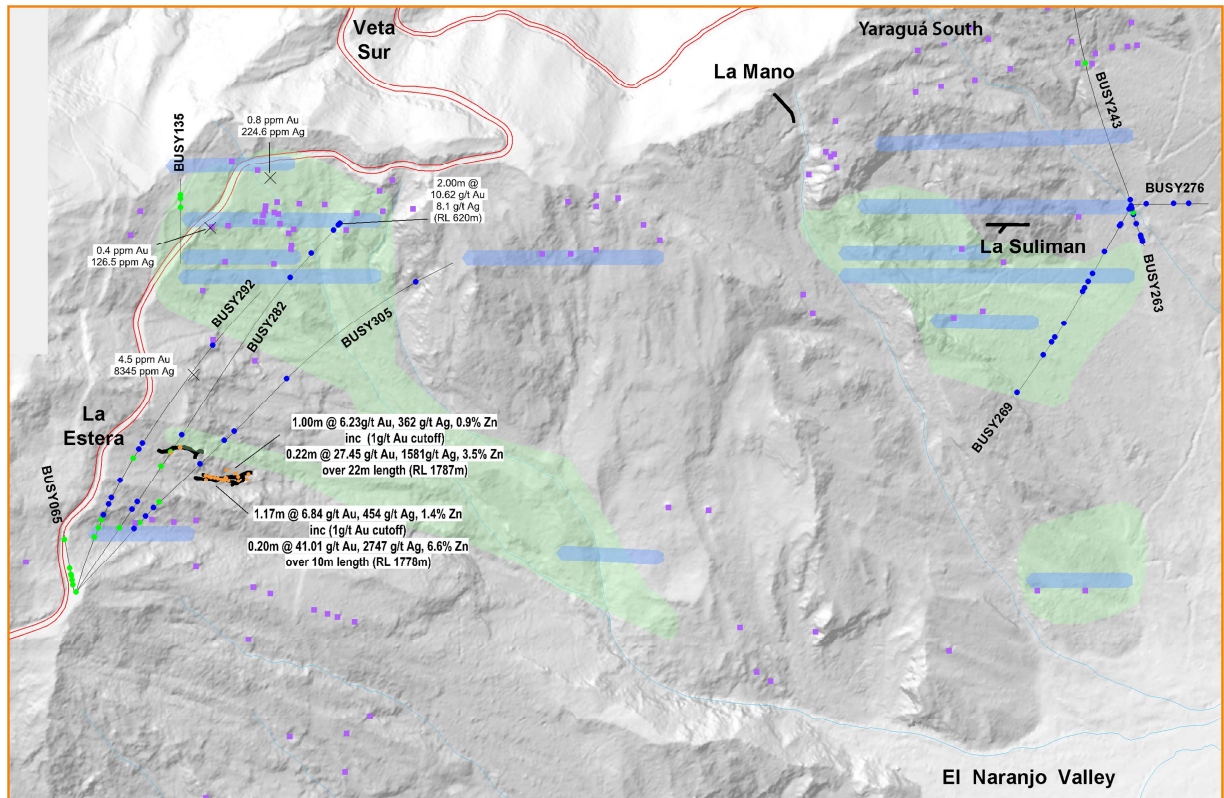 Veta
Sur
Yaraguá South
La Mano
BUSY243
0.8 ppm Au
224.6 ppm Ag
BUSY135
2.00m @
10.62 g/t Au
8.1 g/t Ag
(RL 620m)
BUSY276
0.4 ppm Au
126.5 ppm Ag
La Suliman
BUSY263
BUSY292
BUSY282
BUSY305
4.5 ppm Au
8345 ppm Ag
La
Estera
BUSY269
1.00m @ 6.23g/t Au, 362 g/t Ag, 0.9% Zn
inc (1g/t Au cutoff)
0.22m @ 27.45 g/t Au, 1581g/t Ag, 3.5% Zn
over 22m length (RL 1787m)
BUSY065
1.17m @ 6.84 g/t Au, 454 g/t Ag, 1.4% Zn
inc (1g/t Au cutoff)
0.20m @ 41.01 g/t Au, 2747 g/t Ag, 6.6% Zn
over 10m length (RL 1778m)
El Naranjo Valley